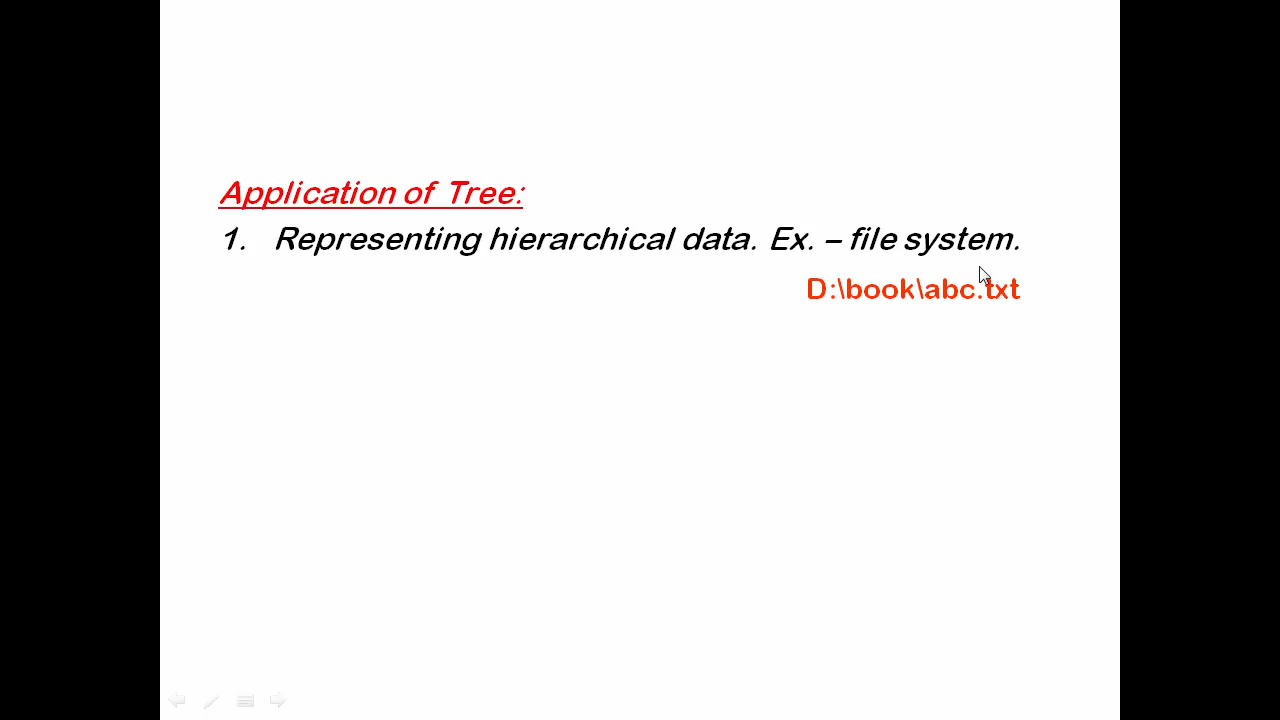 Application of Tree:
1. Representing hierarchical data. Ex. – file system.
D:\book\abc.txt